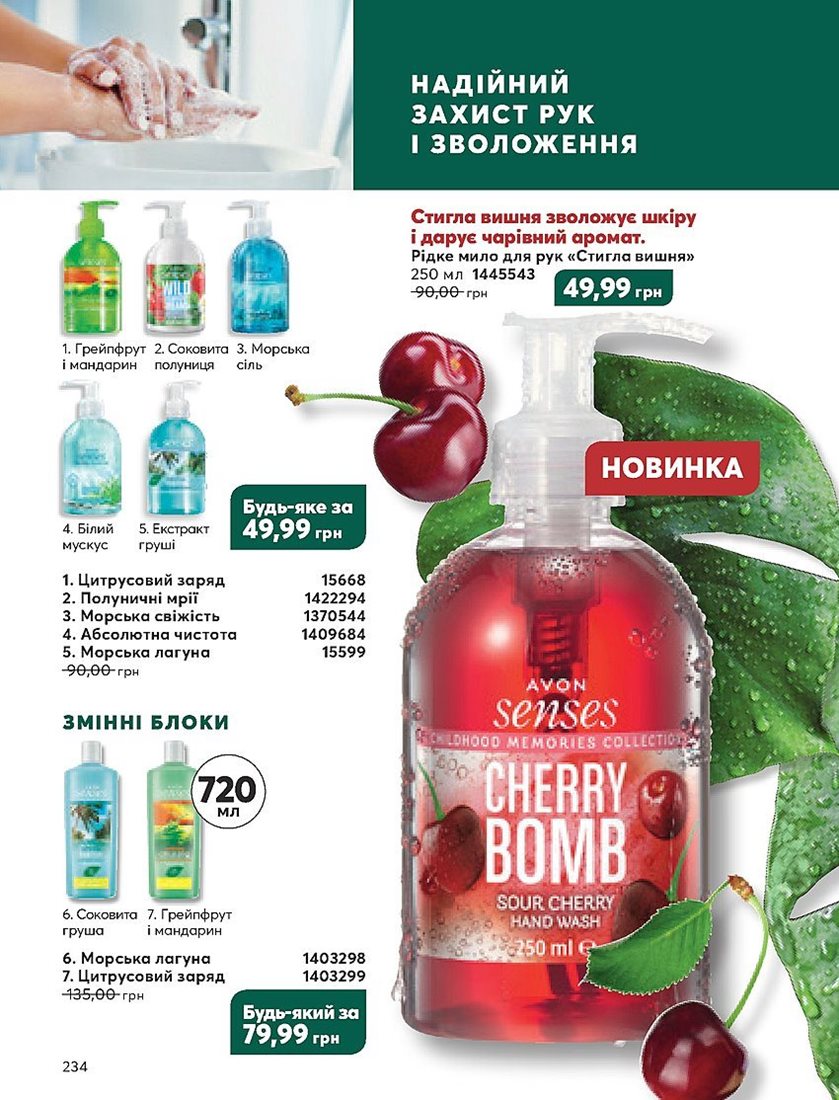 НАДІЙНИЙ
ЗАХИСТ РУК
І ЗВОЛОЖЕННЯ
Стигла вишня зволожує шкіру
і дарує чарівний аромат.
Рідке мило для рук «Стигла вишня»
250 мл 1445543
90,00 грн
49,99 грн
1. Грейпфрут
і мандарин
2. Соковита
полуниця
3. Морська
сіль
4. Білий
мускус
5. Екстракт
груші
Будь-яке за
49,99 грн
1. Цитрусовий заряд 15668
2. Полуничні мрії 1422294
3. Морська свіжість 1370544
4. Абсолютна чистота 1409684
5. Морська лагуна 15599
90,00 грн
ЗМІННІ БЛОКИ
720
МЛ
6. Соковита
груша
7. Грейпфрут
і мандарин
6. Морська лагуна 1403298
7. Цитрусовий заряд 1403299
135,00 грн
Будь-який за
79,99 грн
234
НОВИНКА
AVON
senses
CHILDHOOD MEMORIES COLLECTION
CHERRY
BOMB
SOUR CHERRY
HAND WASH
250 ml e
WILD